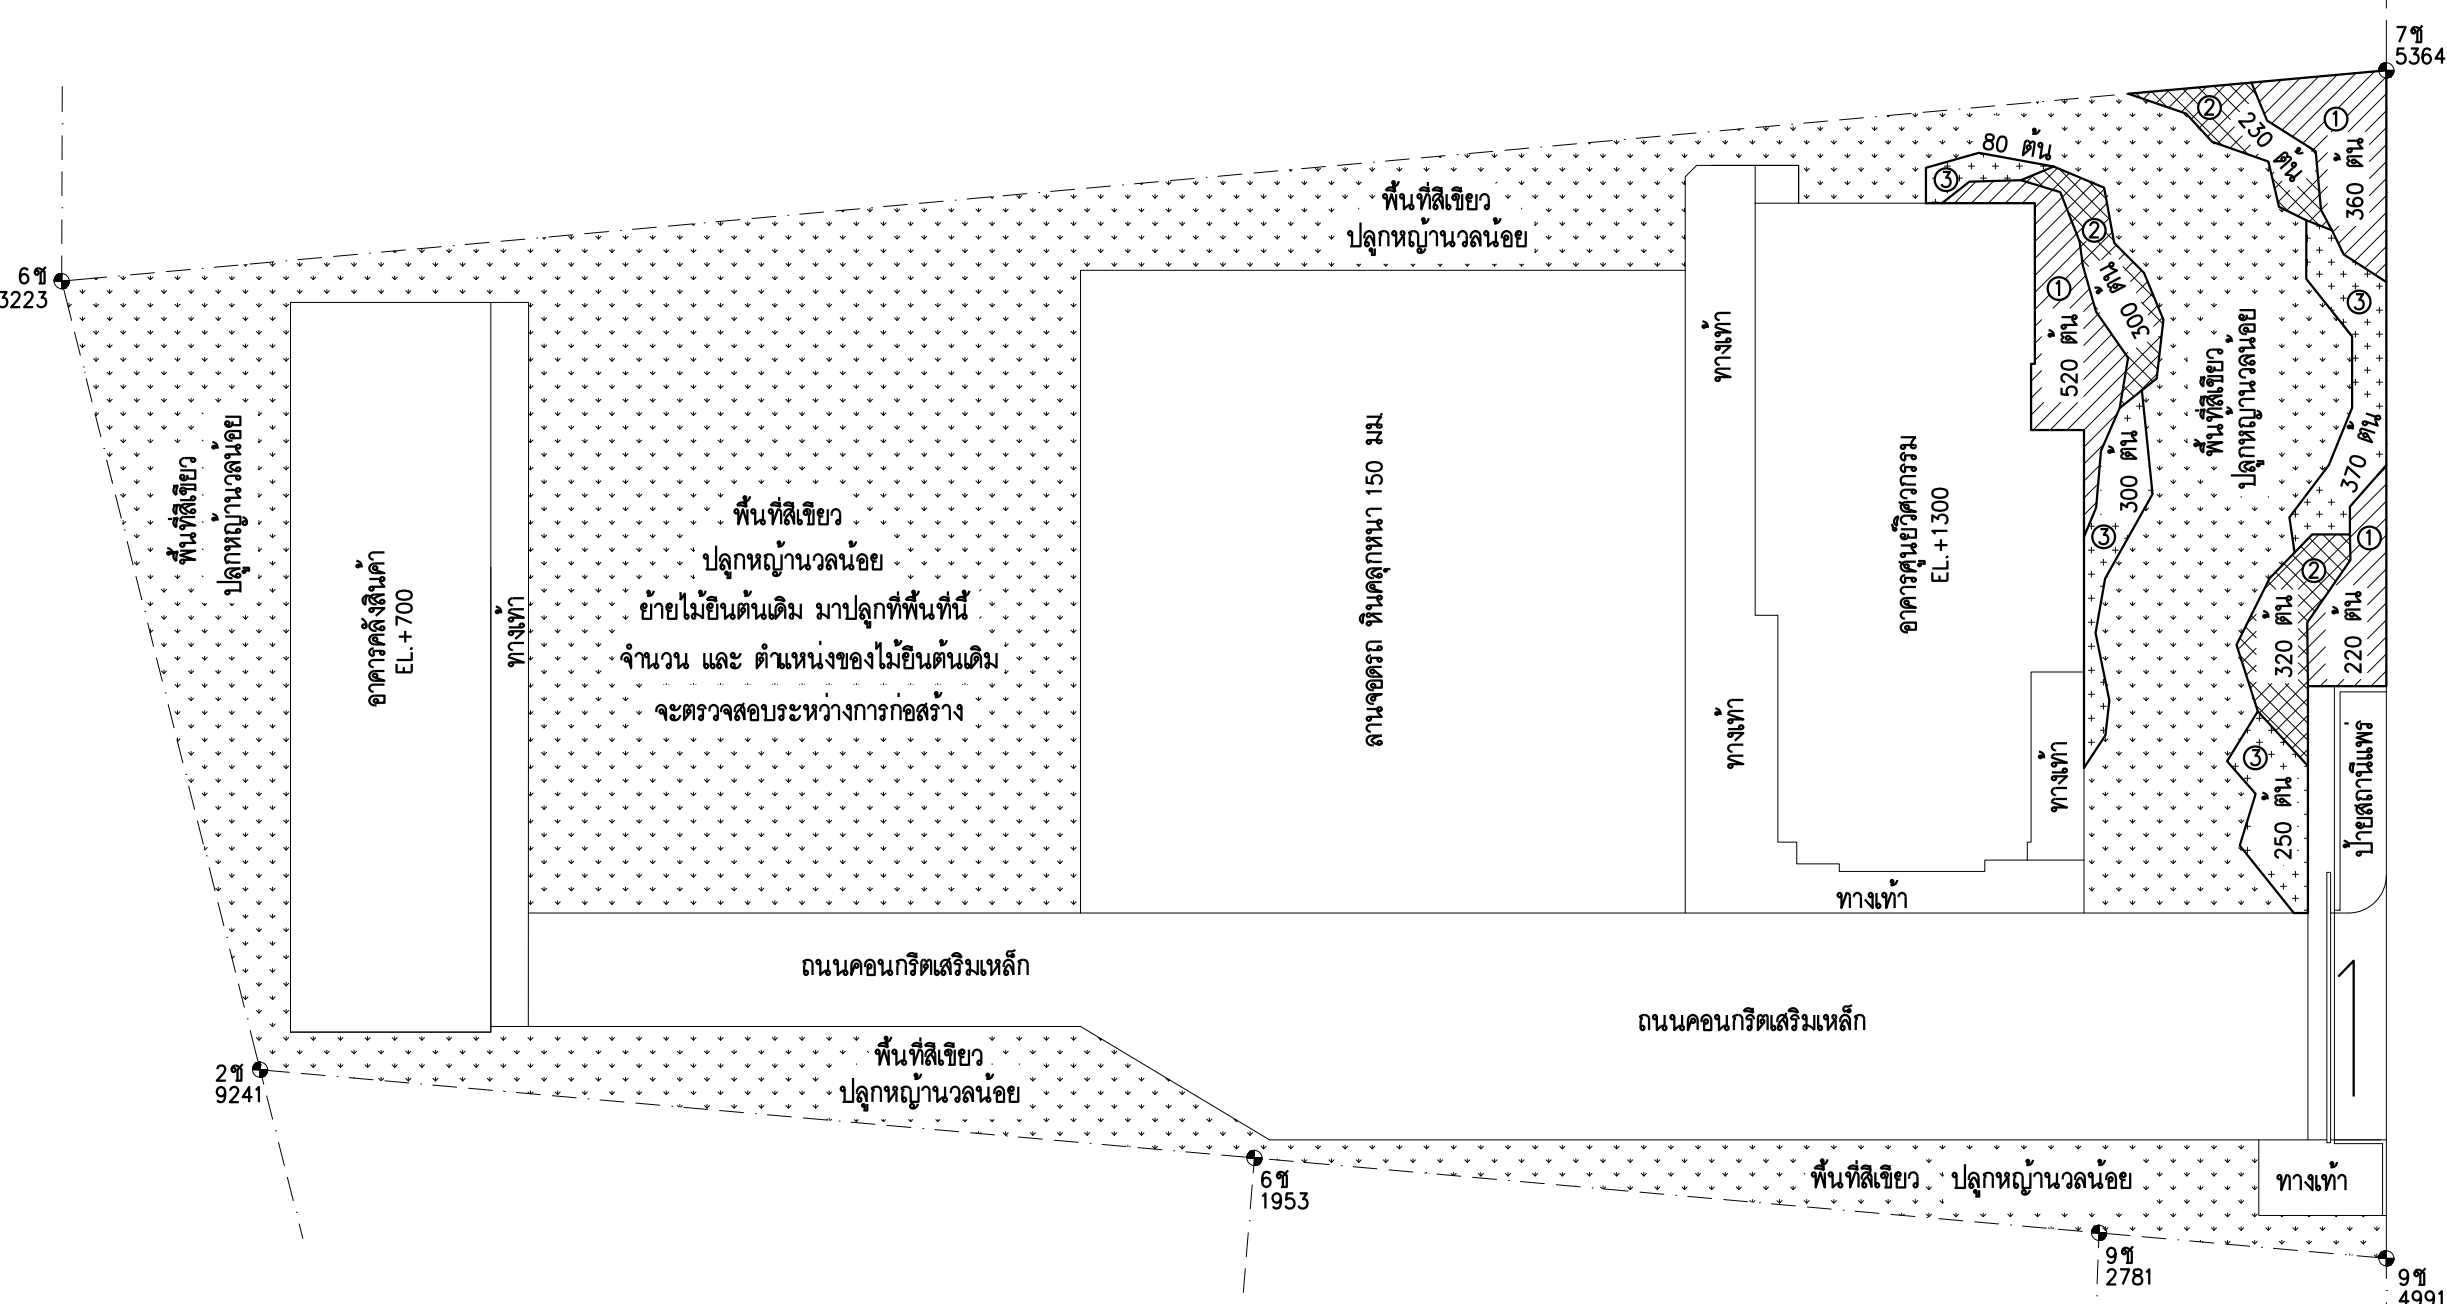 7ช
5364
②
230 ต้น
①
360 ต้น
80 ต้น
③
②
300 ต้น
①
520 ต้น
③
370 ต้น
พื้นที่สีเขียว
ปลูกหญ้านวลน้อย
6ช
3223
ทางเท้า
พื้นที่สีเขียว
ปลูกหญ้านวลน้อย
พื้นที่สีเขียว
ปลูกหญ้านวลน้อย
อาคารคลังสินค้า
EL.+700
ทางเท้า
พื้นที่สีเขียว
ปลูกหญ้านวลน้อย
ย้ายไม้ยืนต้นเดิม มาปลูกที่พื้นที่นี้
จำนวน และ ตำแหน่งของไม้ยืนต้นเดิม
จะตรวจสอบระหว่างการก่อสร้าง
ลานจอดรถ หินคลุกหนา 150 มม.
อาคารศูนย์วิศวกรรม
EL.+1300
300 ต้น
③
①
220 ต้น
②
320 ต้น
③
250 ต้น
ป้ายสถานีแพร่
ทางเท้า
ทางเท้า
ทางเท้า
ถนนคอนกรีตเสริมเหล็ก
ถนนคอนกรีตเสริมเหล็ก
1
พื้นที่สีเขียว
ปลูกหญ้านวลน้อย
2ช
9241
6ช
1953
พื้นที่สีเขียว ปลูกหญ้านวลน้อย
ทางเท้า
9ช
2781
9ช
4991